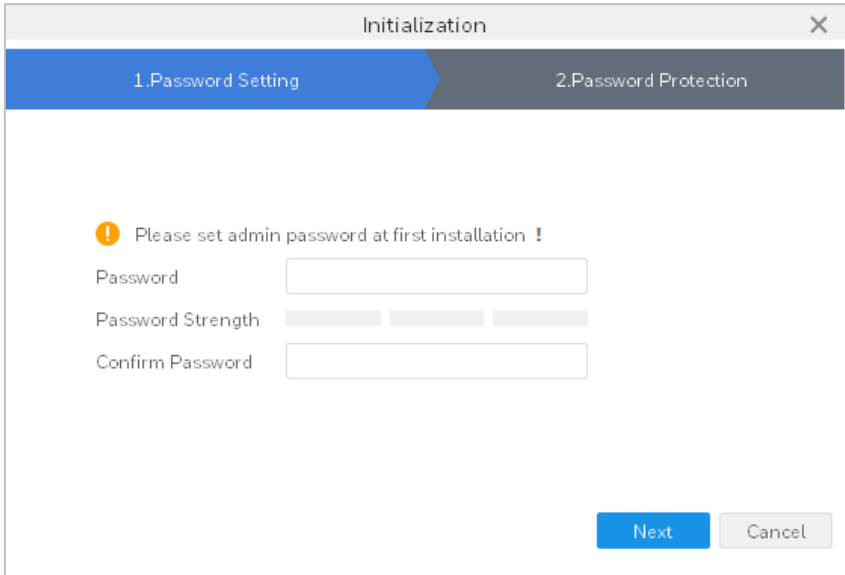 Initialization
1.Password Setting
2.Password Protection
Please set admin password at first installation !
Password
Password Strength
Confirm Password
Next
Cancel